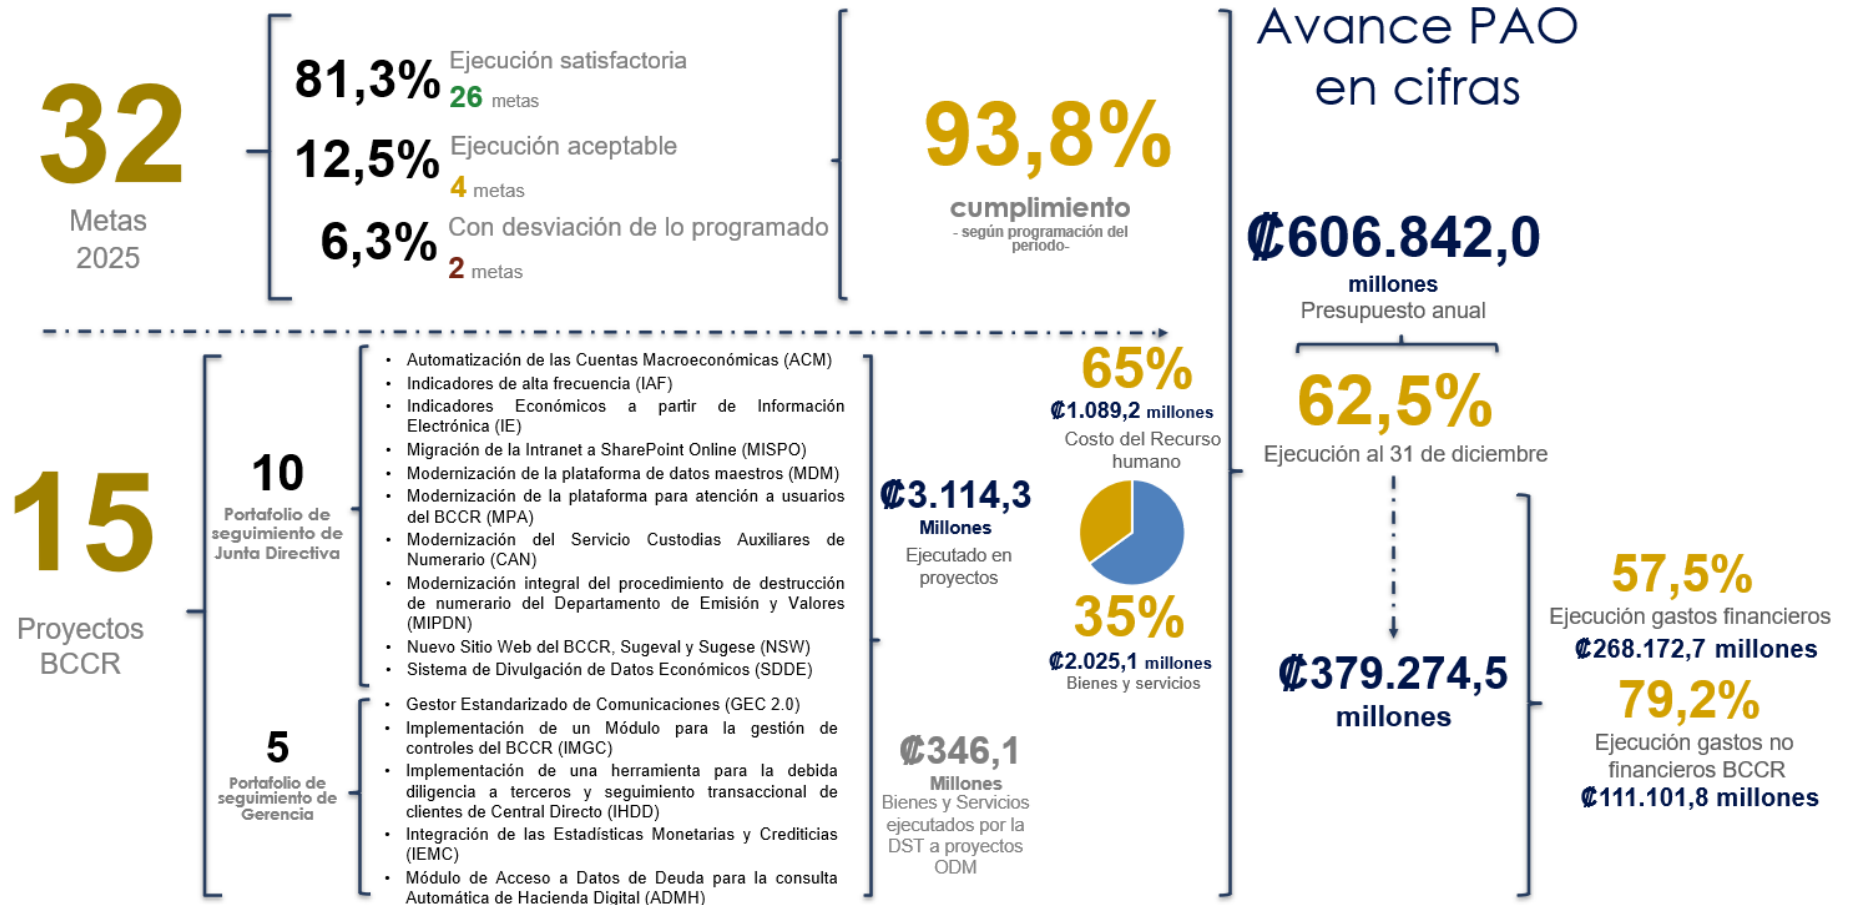 Avance PAO
en cifras
32
Metas
2025
81,3%
Ejecución satisfactoria
26 metas
12,5%
Ejecución aceptable
4 metas
6,3%
Con desviación de lo programado
2 metas
93,8%
cumplimiento
- según programación del
periodo-
₡606.842,0
millones
Presupuesto anual
62,5%
Ejecución al 31 de diciembre
₡379.274,5
millones
57,5%
Ejecución gastos financieros
₡268.172,7 millones
79,2%
Ejecución gastos no
financieros BCCR
₡111.101,8 millones
15
Proyectos
BCCR
10
Portafolio de
seguimiento de
Junta Directiva
• Automatización de las Cuentas Macroeconómicas (ACM)
• Indicadores de alta frecuencia (IAF)
• Indicadores Económicos a partir de Información
Electrónica (IE)
• Migración de la Intranet a SharePoint Online (MISPO)
• Modernización de la plataforma de datos maestros (MDM)
• Modernización de la plataforma para atención a usuarios
del BCCR (MPA)
• Modernización del Servicio Custodias Auxiliares de
Numerario (CAN)
• Modernización integral del procedimiento de destrucción
de numerario del Departamento de Emisión y Valores
(MIPDN)
• Nuevo Sitio Web del BCCR, Sugeval y Sugese (NSW)
• Sistema de Divulgación de Datos Económicos (SDDE)
5
Portafolio de
seguimiento de
Gerencia
• Gestor Estandarizado de Comunicaciones (GEC 2.0)
• Implementación de un Módulo para la gestión de
controles del BCCR (IMGC)
• Implementación de una herramienta para la debida
diligencia a terceros y seguimiento transaccional de
clientes de Central Directo (IHDD)
• Integración de las Estadísticas Monetarias y Crediticias
(IEMC)
• Módulo de Acceso a Datos de Deuda para la consulta
Automática de Hacienda Digital (ADMH)
₡3.114,3
Millones
Ejecutado en
proyectos
65%
₡1.089,2 millones
Costo del Recurso
humano
35%
₡2.025,1 millones
Bienes y servicios
₡346,1
Millones
Bienes y Servicios
ejecutados por la
DST a proyectos
ODM